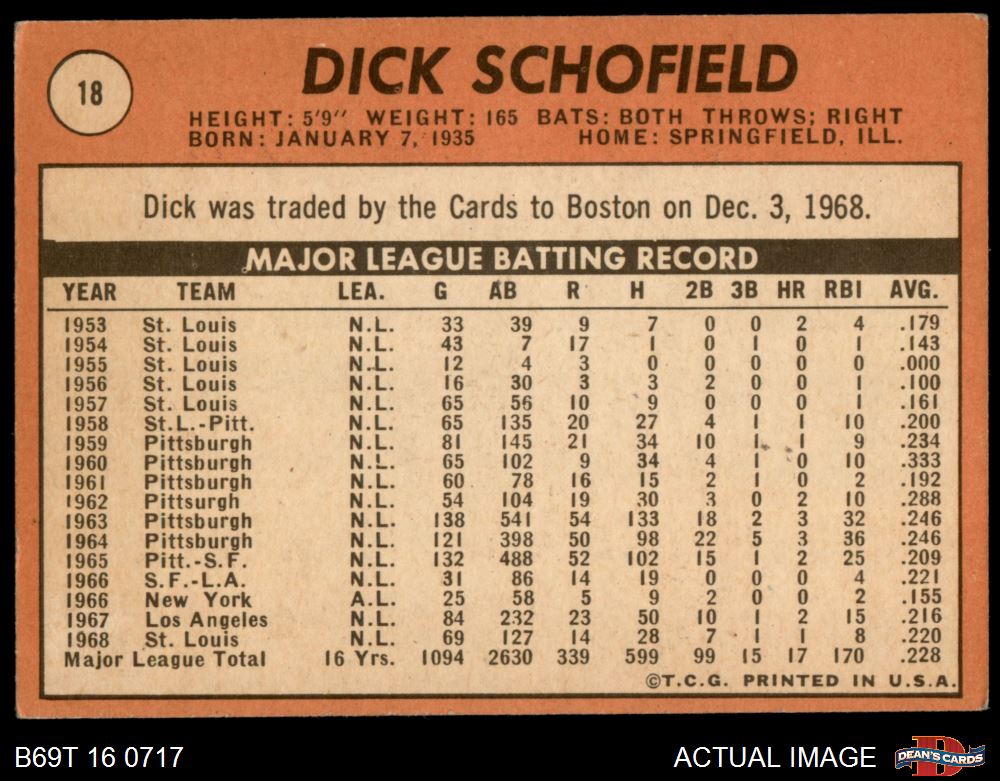 18
DICK SCHOFIELD
HEIGHT: 5'9" WEIGHT: 165 BATS: BOTH THROWS: RIGHT
BORN: JANUARY 7, 1935 HOME: SPRINGFIELD, ILL.
Dick was traded by the Cards to Boston on Dec. 3, 1968.
MAJOR LEAGUE BATTING RECORD
YEAR TEAM LEA. G AB R H 2B 3B HR RBI AVG.
1953 St. Louis N.L. 33 39 9 7 0 0 2 4 .179
1954 St. Louis N.L. 43 7 17 1 0 1 0 1 .143
1955 St. Louis N.L. 12 4 3 0 0 0 0 0 .000
1956 St. Louis N.L. 16 30 3 3 2 0 0 1 .100
1957 St. Louis N.L. 65 56 10 9 0 0 0 1 .161
1958 St.L.-Pitt. N.L. 65 135 20 27 4 1 1 10 .200
1959 Pittsburgh N.L. 81 145 21 34 10 1 1 9 .234
1960 Pittsburgh N.L. 65 102 9 34 4 1 0 10 .333
1961 Pittsburgh N.L. 60 78 16 15 2 1 0 2 .192
1962 Pittsurgh N.L. 54 104 19 30 3 0 2 10 .288
1963 Pittsburgh N.L. 138 541 54 133 18 2 3 32 .246
1964 Pittsburgh N.L. 121 398 50 98 22 5 3 36 .246
1965 Pitt.-S.F. N.L. 132 488 52 102 15 1 2 25 .209
1966 S.F.-L.A. N.L. 31 86 14 19 0 0 0 4 .221
1966 New York A.L. 25 58 5 9 2 0 0 2 .155
1967 Los Angeles N.L. 84 232 23 50 10 1 2 15 .216
1968 St. Louis N.L. 69 127 14 28 7 1 1 8 .220
Major League Total 16 Yrs. 1094 2630 339 599 99 15 17 170 .228
©T.C.G. PRINTED IN U.S.A.
B69T 16 0717 ACTUAL IMAGE D DEAN'S CARDS